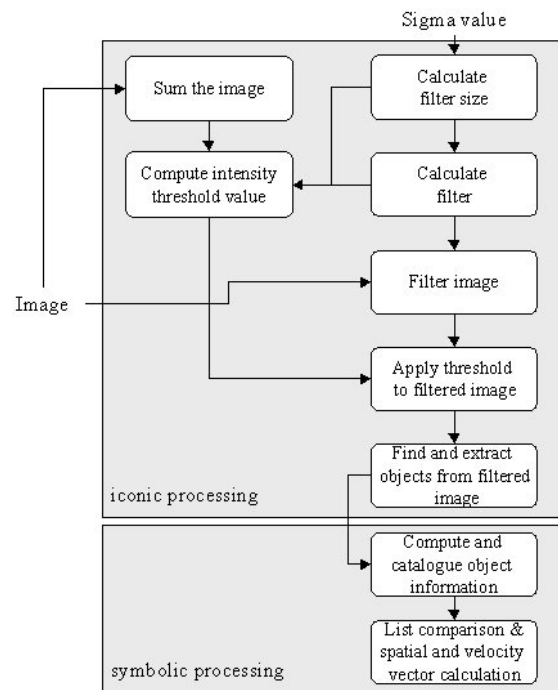 Sigma value
Sum the image
Calculate
filter size
Compute intensity
threshold value
Calculate
filter
Image
Filter image
Apply threshold
to filtered image
Find and extract
objects from filtered
image
iconic processing
Compute and
catalogue object
information
List comparison &
spatial and velocity
vector calculation
symbolic processing